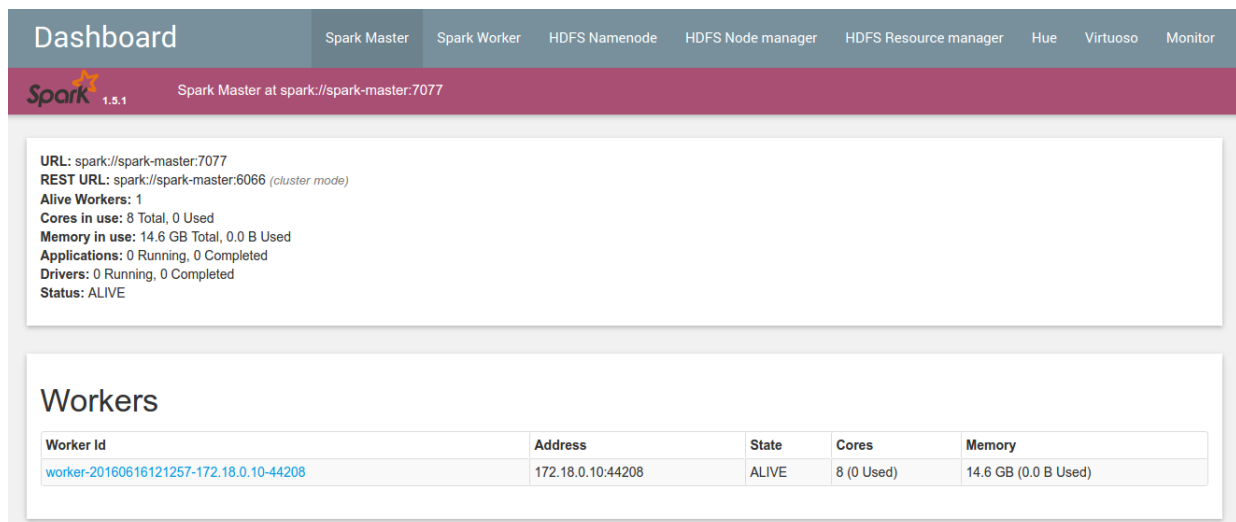 Dashboard Spark Master Spark Worker HDFS Namenode HDFS Node manager HDFS Resource manager Hue Virtuoso Monitor
Spark 1.5.1 Spark Master at spark://spark-master:7077
URL: spark://spark-master:7077
REST URL: spark://spark-master:6066 (cluster mode)
Alive Workers: 1
Cores in use: 8 Total, 0 Used
Memory in use: 14.6 GB Total, 0.0 B Used
Applications: 0 Running, 0 Completed
Drivers: 0 Running, 0 Completed
Status: ALIVE
Workers
Worker Id Address State Cores Memory
worker-20160616121257-172.18.0.10-44208 172.18.0.10:44208 ALIVE 8 (0 Used) 14.6 GB (0.0 B Used)